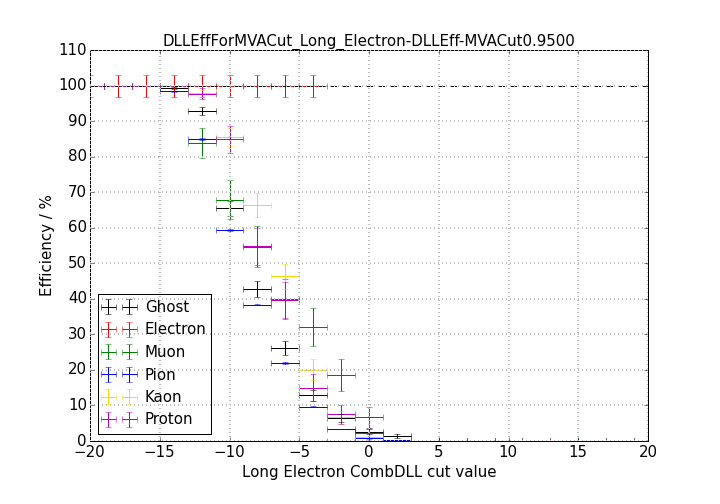 DLLEffForMVACut_Long_Electron-DLLEff-MVACut0.9500
110
100
90
80
70
60
50
40
30
20
10
0
Efficiency / %
Ghost
Electron
Muon
Pion
Kaon
Proton
−20 −15 −10 −5 0 5 10 15 20
Long Electron CombDLL cut value